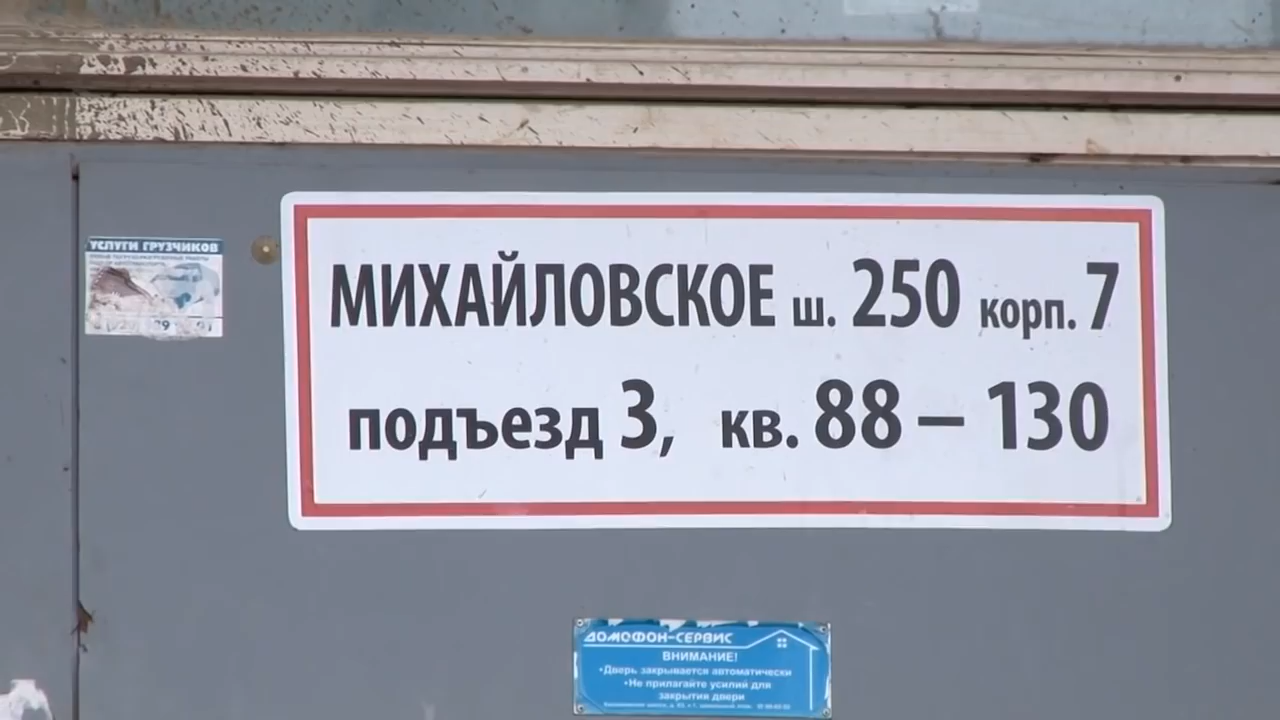 УСЛУГИ ГРУЗЧИКОВ
МИХАЙЛОВСКОЕ ш. 250 корп. 7
подъезд 3, кв. 88 – 130
ДОМОФОН-СЕРВИС
ВНИМАНИЕ!
•Дверь закрывается автоматически
•Не прилагайте усилий для
закрытия двери